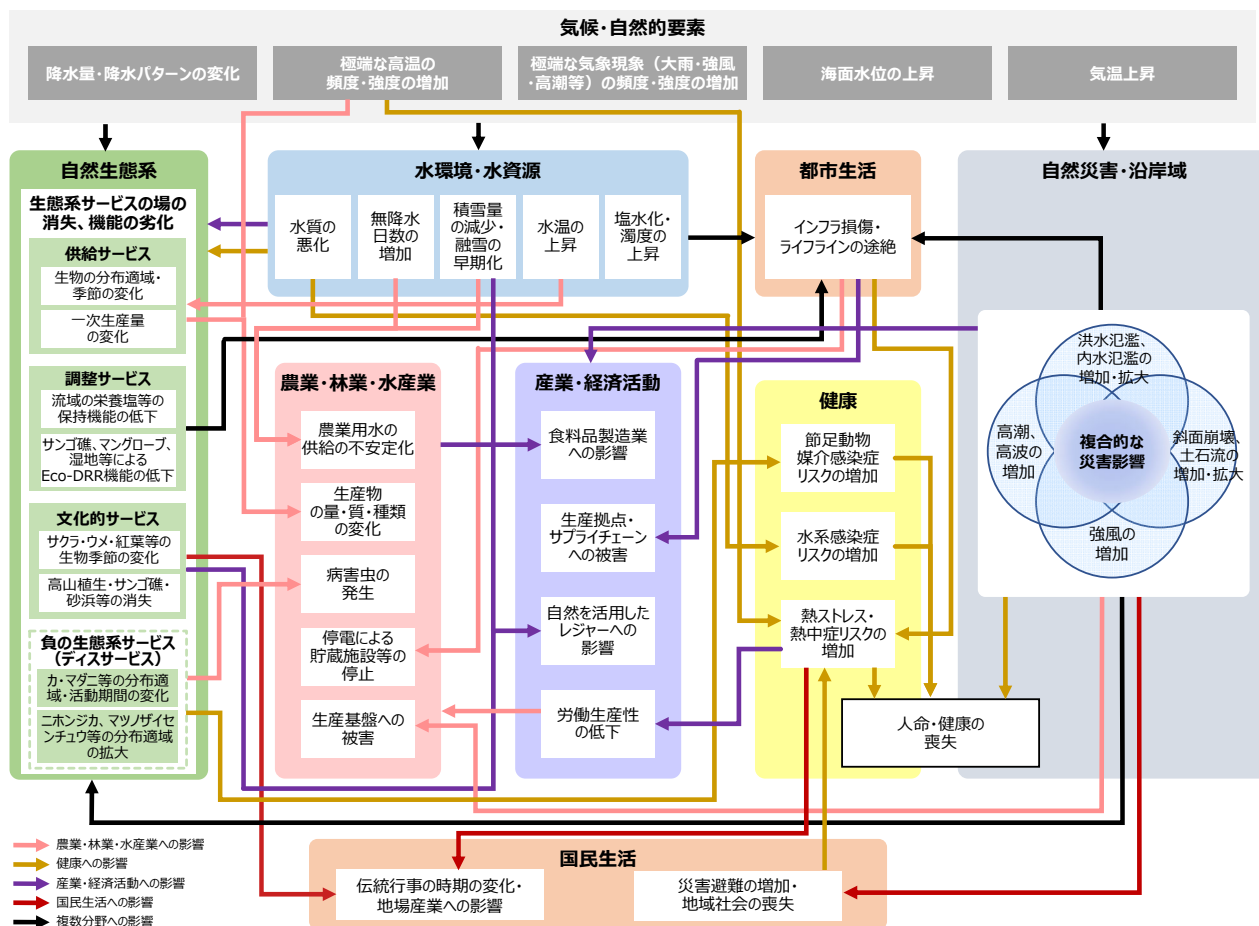 気候・自然的要素
降水量・降水パターンの変化
極端な高温の
頻度・強度の増加
極端な気象現象（大雨・強風
・高潮等）の頻度・強度の増加
海面水位の上昇
気温上昇
自然生態系
生態系サービスの場の
消失、機能の劣化
供給サービス
生物の分布適域・
季節の変化
一次生産量
の変化
調整サービス
流域の栄養塩等の
保持機能の低下
サンゴ礁、マングローブ、
湿地等による
Eco-DRR機能の低下
文化的サービス
サクラ・ウメ・紅葉等の
生物季節の変化
高山植生・サンゴ礁・
砂浜等の消失
負の生態系サービス
（ディスサービス）
カ・マダニ等の分布適
域・活動期間の変化
ニホンジカ、マツノザイセ
ンチュウ等の分布適域
の拡大
水環境・水資源
水質の
悪化
無降水
日数の
増加
積雪量
の減少・
融雪の
早期化
水温の
上昇
塩水化・
濁度の
上昇
都市生活
インフラ損傷・
ライフラインの途絶
自然災害・沿岸域
洪水氾濫、
内水氾濫の
増加・拡大
高潮、
高波の
増加
複合的な
災害影響
斜面崩壊、
土石流の
増加・拡大
強風の
増加
農業・林業・水産業
農業用水の
供給の不安定化
生産物
の量・質・種類
の変化
病害虫の
発生
停電による
貯蔵施設等の
停止
生産基盤への
被害
産業・経済活動
食料品製造業
への影響
生産拠点・
サプライチェーン
への被害
自然を活用した
レジャーへの
影響
労働生産性
の低下
健康
節足動物
媒介感染症
リスクの増加
水系感染症
リスクの増加
熱ストレス・
熱中症リスクの
増加
人命・健康の
喪失
国民生活
伝統行事の時期の変化・
地場産業への影響
災害避難の増加・
地域社会の喪失
農業・林業・水産業への影響
健康への影響
産業・経済活動への影響
国民生活への影響
複数分野への影響